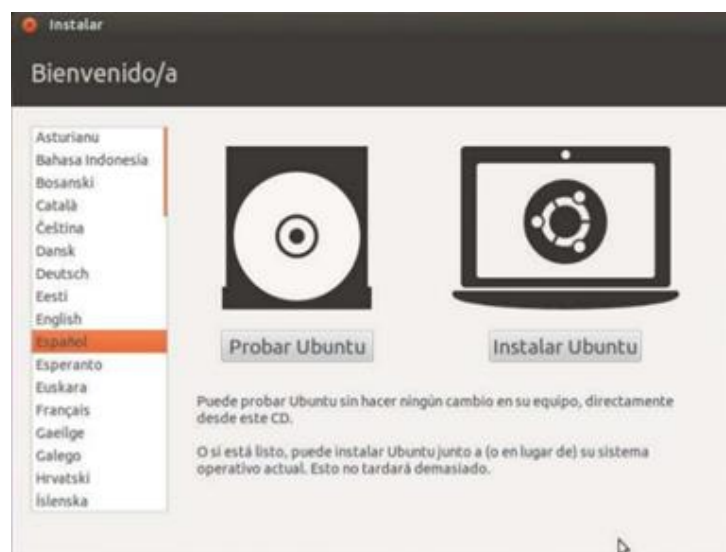 Instalar
Bienvenido/a
Asturianu
Bahasa Indonesia
Bosanski
Català
Čeština
Dansk
Deutsch
Eesti
English
Español
Esperanto
Euskara
Français
Gaeilge
Galego
Hrvatski
Íslenska
Probar Ubuntu
Instalar Ubuntu
Puede probar Ubuntu sin hacer ningún cambio en su equipo, directamente
desde este CD.
O si está listo, puede instalar Ubuntu junto a (o en lugar de) su sistema
operativo actual. Esto no tardará demasiado.